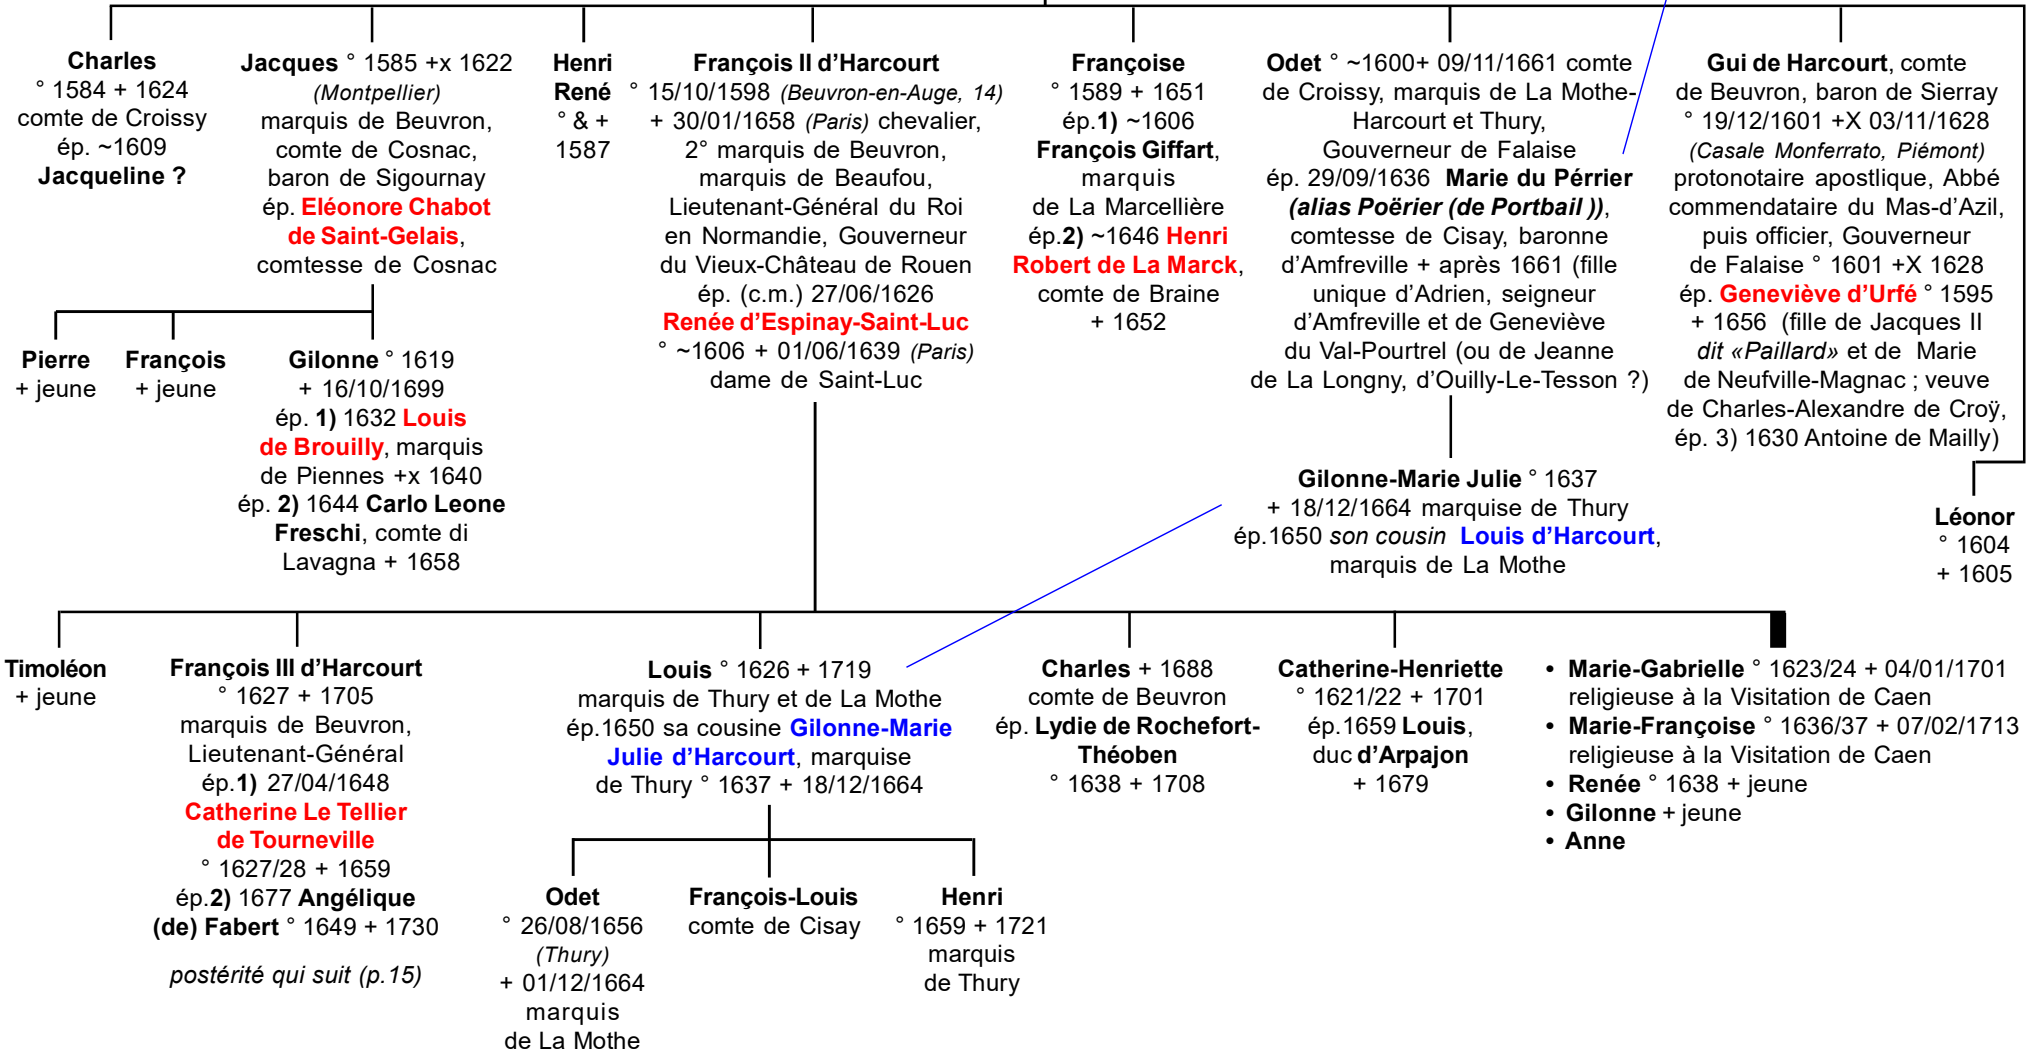 Charles
° 1584 + 1624
comte de Croissy
ép. ~1609
Jacqueline ?
Jacques ° 1585 +x 1622
(Montpellier)
marquis de Beuvron,
comte de Cosnac,
baron de Sigournay
ép. Eléonore Chabot
de Saint-Gelais,
comtesse de Cosnac
Henri
René
° & +
1587
François II d’Harcourt
° 15/10/1598 (Beuvron-en-Auge, 14)
+ 30/01/1658 (Paris) chevalier,
2° marquis de Beuvron,
marquis de Beaufou,
Lieutenant-Général du Roi
en Normandie, Gouverneur
du Vieux-Château de Rouen
ép. (c.m.) 27/06/1626
Renée d’Espinay-Saint-Luc
° ~1606 + 01/06/1639 (Paris)
dame de Saint-Luc
Françoise
° 1589 + 1651
ép.1) ~1606
François Giffart,
marquis
de La Marcellière
ép.2) ~1646 Henri
Robert de La Marck,
comte de Braine
+ 1652
Odet ° ~1600+ 09/11/1661 comte
de Croissy, marquis de La Mothe-
Harcourt et Thury,
Gouverneur de Falaise
ép. 29/09/1636 Marie du Pérrier
(alias Poërier (de Portbail )),
comtesse de Cisay, baronne
d’Amfreville + après 1661 (fille
unique d’Adrien, seigneur
d’Amfreville et de Geneviève
du Val-Pourtrel (ou de Jeanne
de La Longny, d’Ouilly-Le-Tesson ?)
Gui de Harcourt, comte
de Beuvron, baron de Sierray
° 19/12/1601 +X 03/11/1628
(Casale Monferrato, Piémont)
protonotaire apostlique, Abbé
commendataire du Mas-d’Azil,
puis officier, Gouverneur
de Falaise ° 1601 +X 1628
ép. Geneviève d’Urfé ° 1595
+ 1656 (fille de Jacques II
dit «Paillard» et de Marie
de Neufville-Magnac ; veuve
de Charles-Alexandre de Croÿ,
ép. 3) 1630 Antoine de Mailly)
Léonor
° 1604
+ 1605
Pierre
+ jeune
François
+ jeune
Gilonne ° 1619
+ 16/10/1699
ép. 1) 1632 Louis
de Brouilly, marquis
de Piennes +x 1640
ép. 2) 1644 Carlo Leone
Freschi, comte di
Lavagna + 1658
Gilonne-Marie Julie ° 1637
+ 18/12/1664 marquise de Thury
ép.1650 son cousin Louis d’Harcourt,
marquis de La Mothe
Timoléon
+ jeune
François III d’Harcourt
° 1627 + 1705
marquis de Beuvron,
Lieutenant-Général
ép.1) 27/04/1648
Catherine Le Tellier
de Tourneville
° 1627/28 + 1659
ép.2) 1677 Angélique
(de) Fabert ° 1649 + 1730
postérité qui suit (p.15)
Louis ° 1626 + 1719
marquis de Thury et de La Mothe
ép.1650 sa cousine Gilonne-Marie
Julie d’Harcourt, marquise
de Thury ° 1637 + 18/12/1664
Charles + 1688
comte de Beuvron
ép. Lydie de Rochefort-
Théoben
° 1638 + 1708
Catherine-Henriette
° 1621/22 + 1701
ép.1659 Louis,
duc d’Arpajon
+ 1679
• Marie-Gabrielle ° 1623/24 + 04/01/1701
religieuse à la Visitation de Caen
• Marie-Françoise ° 1636/37 + 07/02/1713
religieuse à la Visitation de Caen
• Renée ° 1638 + jeune
• Gilonne + jeune
• Anne
Odet
° 26/08/1656
(Thury)
+ 01/12/1664
marquis
de La Mothe
François-Louis
comte de Cisay
Henri
° 1659 + 1721
marquis
de Thury